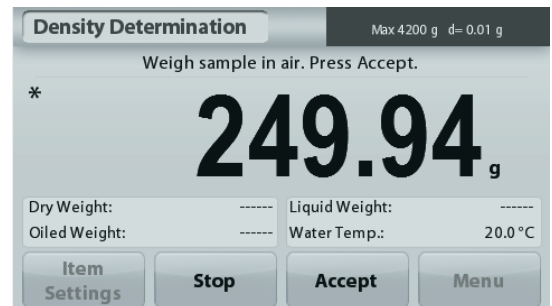 Density Determination
Max 4200 g d= 0.01 g
Weigh sample in air. Press Accept.
*
249.94 g
Dry Weight: ------ Liquid Weight: ------
Oiled Weight: ------ Water Temp.: 20.0 °C
Item Settings
Stop
Accept
Menu